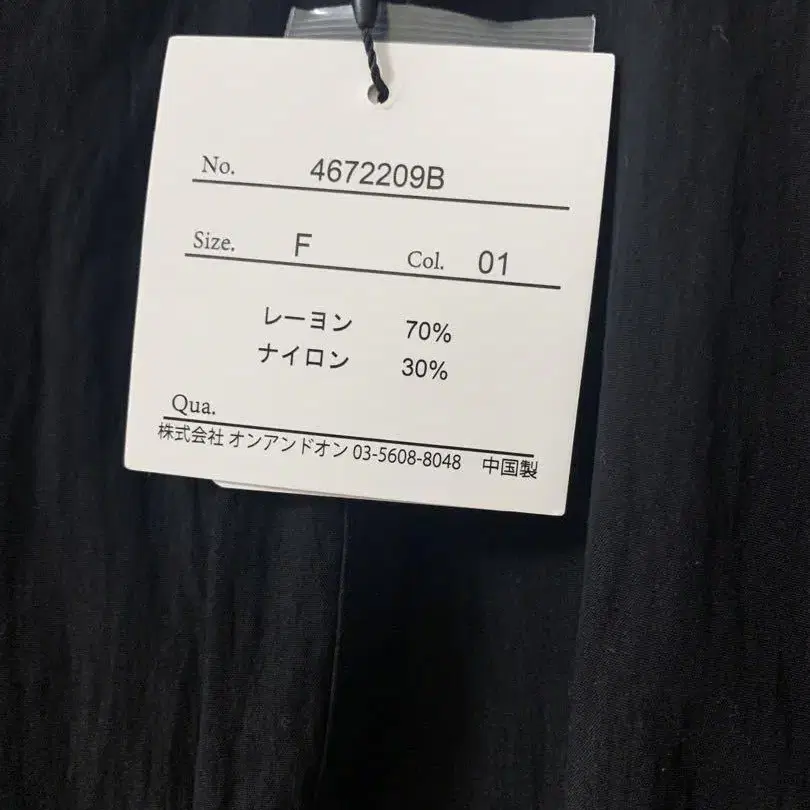 No. 4672209B
Size. F Col. 01
レーヨン 70%
ナイロン 30%
Qua.
株式会社 オンアンドオン 03-5608-8048 中国製